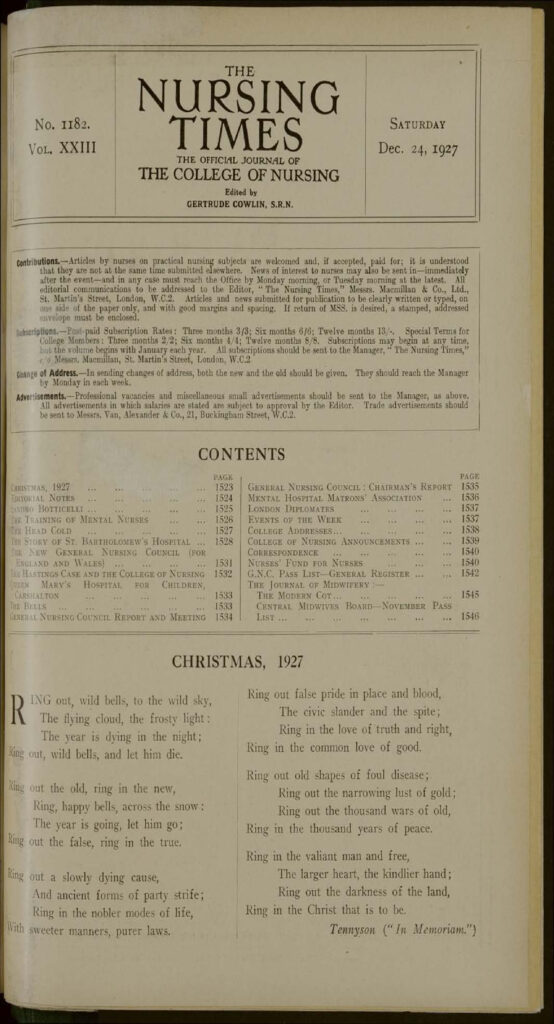 No. 1182.
Vol. XXIII
THE
NURSING
TIMES
THE OFFICIAL JOURNAL OF
THE COLLEGE OF NURSING
Edited by
GERTRUDE COWLIN, S.R.N.
Saturday
Dec. 24, 1927
Contributions.—Articles by nurses on practical nursing subjects are welcomed and, if accepted, paid for; it is understood
that they are not at the same time submitted elsewhere. News of interest to nurses may also be sent in—immediately
after the event—and in any case must reach the Office by Monday morning, or Tuesday morning at the latest. All
editorial communications to be addressed to the Editor, "The Nursing Times," Messrs. Macmillan & Co., Ltd.,
St. Martin's Street, London, W.C.2. Articles and news submitted for publication to be clearly written or typed, on
one side of the paper only, and with good margins and spacing. If return of MSS. is desired, a stamped, addressed
envelope must be enclosed.
Subscriptions.—Post-paid Subscription Rates: Three months 3/3; Six months 6/6; Twelve months 13/-. Special Terms for
College Members: Three months 2/2; Six months 4/4; Twelve months 8/8. Subscriptions may begin at any time,
but the volume begins with January each year. All subscriptions should be sent to the Manager, "The Nursing Times,"
c/o Messrs. Macmillan, St. Martin's Street, London, W.C.2
Change of Address.—In sending changes of address, both the new and the old should be given. They should reach the Manager
by Monday in each week.
Advertisements.—Professional vacancies and miscellaneous small advertisements should be sent to the Manager, as above.
All advertisements in which salaries are stated are subject to approval by the Editor. Trade advertisements should
be sent to Messrs. Van, Alexander & Co., 21, Buckingham Street, W.C.2.
CONTENTS
PAGE
Christmas, 1927 ... 1523
Editorial Notes ... 1524
Sandro Botticelli ... 1525
The Training of Mental Nurses ... 1526
The Head Cold ... 1527
The Story of St. Bartholomew's Hospital ... 1528
The New General Nursing Council (for
England and Wales) ... 1531
The Hastings Case and the College of Nursing 1532
Queen Mary's Hospital for Children,
Carshalton ... 1533
The Bells ... 1533
General Nursing Council Report and Meeting 1534
PAGE
General Nursing Council: Chairman's Report 1535
Mental Hospital Matrons' Association ... 1536
London Diplomates ... 1537
Events of the Week ... 1537
College Addresses ... 1538
College of Nursing Announcements ... 1539
Correspondence ... 1540
Nurses' Fund for Nurses ... 1540
G.N.C. Pass List—General Register ... 1542
The Journal of Midwifery:—
The Modern Cot ... 1545
Central Midwives Board—November Pass
List ... 1546
CHRISTMAS, 1927
RING out, wild bells, to the wild sky,
The flying cloud, the frosty light:
The year is dying in the night;
Ring out, wild bells, and let him die.
Ring out the old, ring in the new,
Ring, happy bells, across the snow:
The year is going, let him go;
Ring out the false, ring in the true.
Ring out a slowly dying cause,
And ancient forms of party strife;
Ring in the nobler modes of life,
With sweeter manners, purer laws.
Ring out false pride in place and blood,
The civic slander and the spite;
Ring in the love of truth and right,
Ring in the common love of good.
Ring out old shapes of foul disease;
Ring out the narrowing lust of gold;
Ring out the thousand wars of old,
Ring in the thousand years of peace.
Ring in the valiant man and free,
The larger heart, the kindlier hand;
Ring out the darkness of the land,
Ring in the Christ that is to be.
Tennyson ("In Memoriam.")